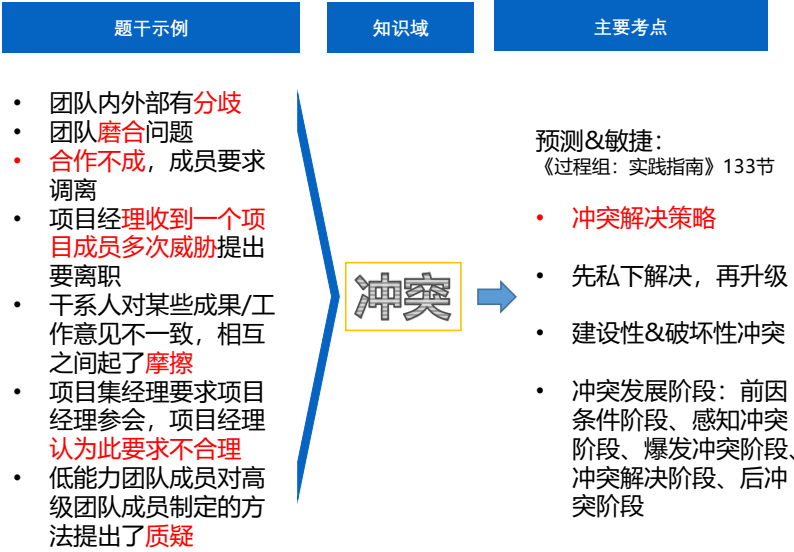 题干示例
知识域
主要考点
• 团队内外部有分歧
• 团队磨合问题
• 合作不成，成员要求
调离
• 项目经理收到一个项
目成员多次威胁提出
要离职
• 干系人对某些成果/工
作意见不一致，相互
之间起了摩擦
• 项目集经理要求项目
经理参会，项目经理
认为此要求不合理
• 低能力团队成员对高
级团队成员制定的方
法提出了质疑
冲突
预测&敏捷：
《过程组：实践指南》133节
• 冲突解决策略
• 先私下解决，再升级
• 建设性&破坏性冲突
• 冲突发展阶段：前因
条件阶段、感知冲突
阶段、爆发冲突阶段、
冲突解决阶段、后冲
突阶段